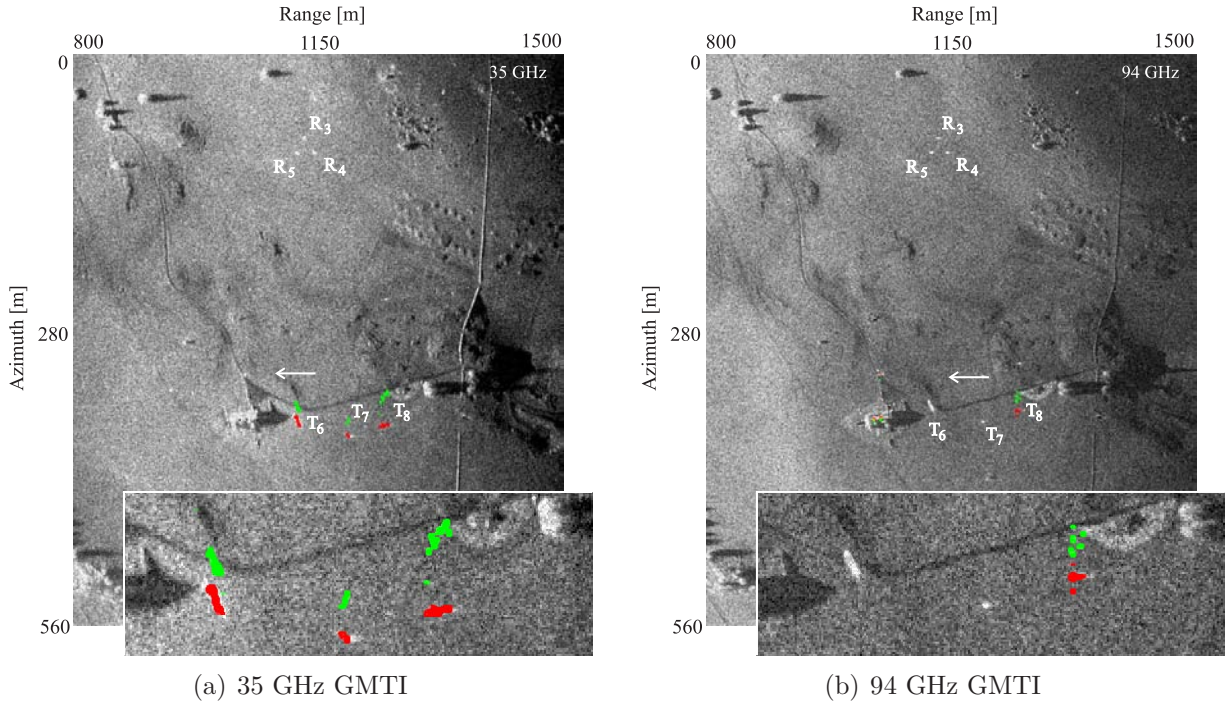 Range [m]
800 1150 1500
0
35 GHz
R3
R5 R4
Azimuth [m]
280
T6 T7 T8
560
(a) 35 GHz GMTI
Range [m]
800 1150 1500
0
94 GHz
R3
R5 R4
Azimuth [m]
280
T6 T7 T8
560
(b) 94 GHz GMTI